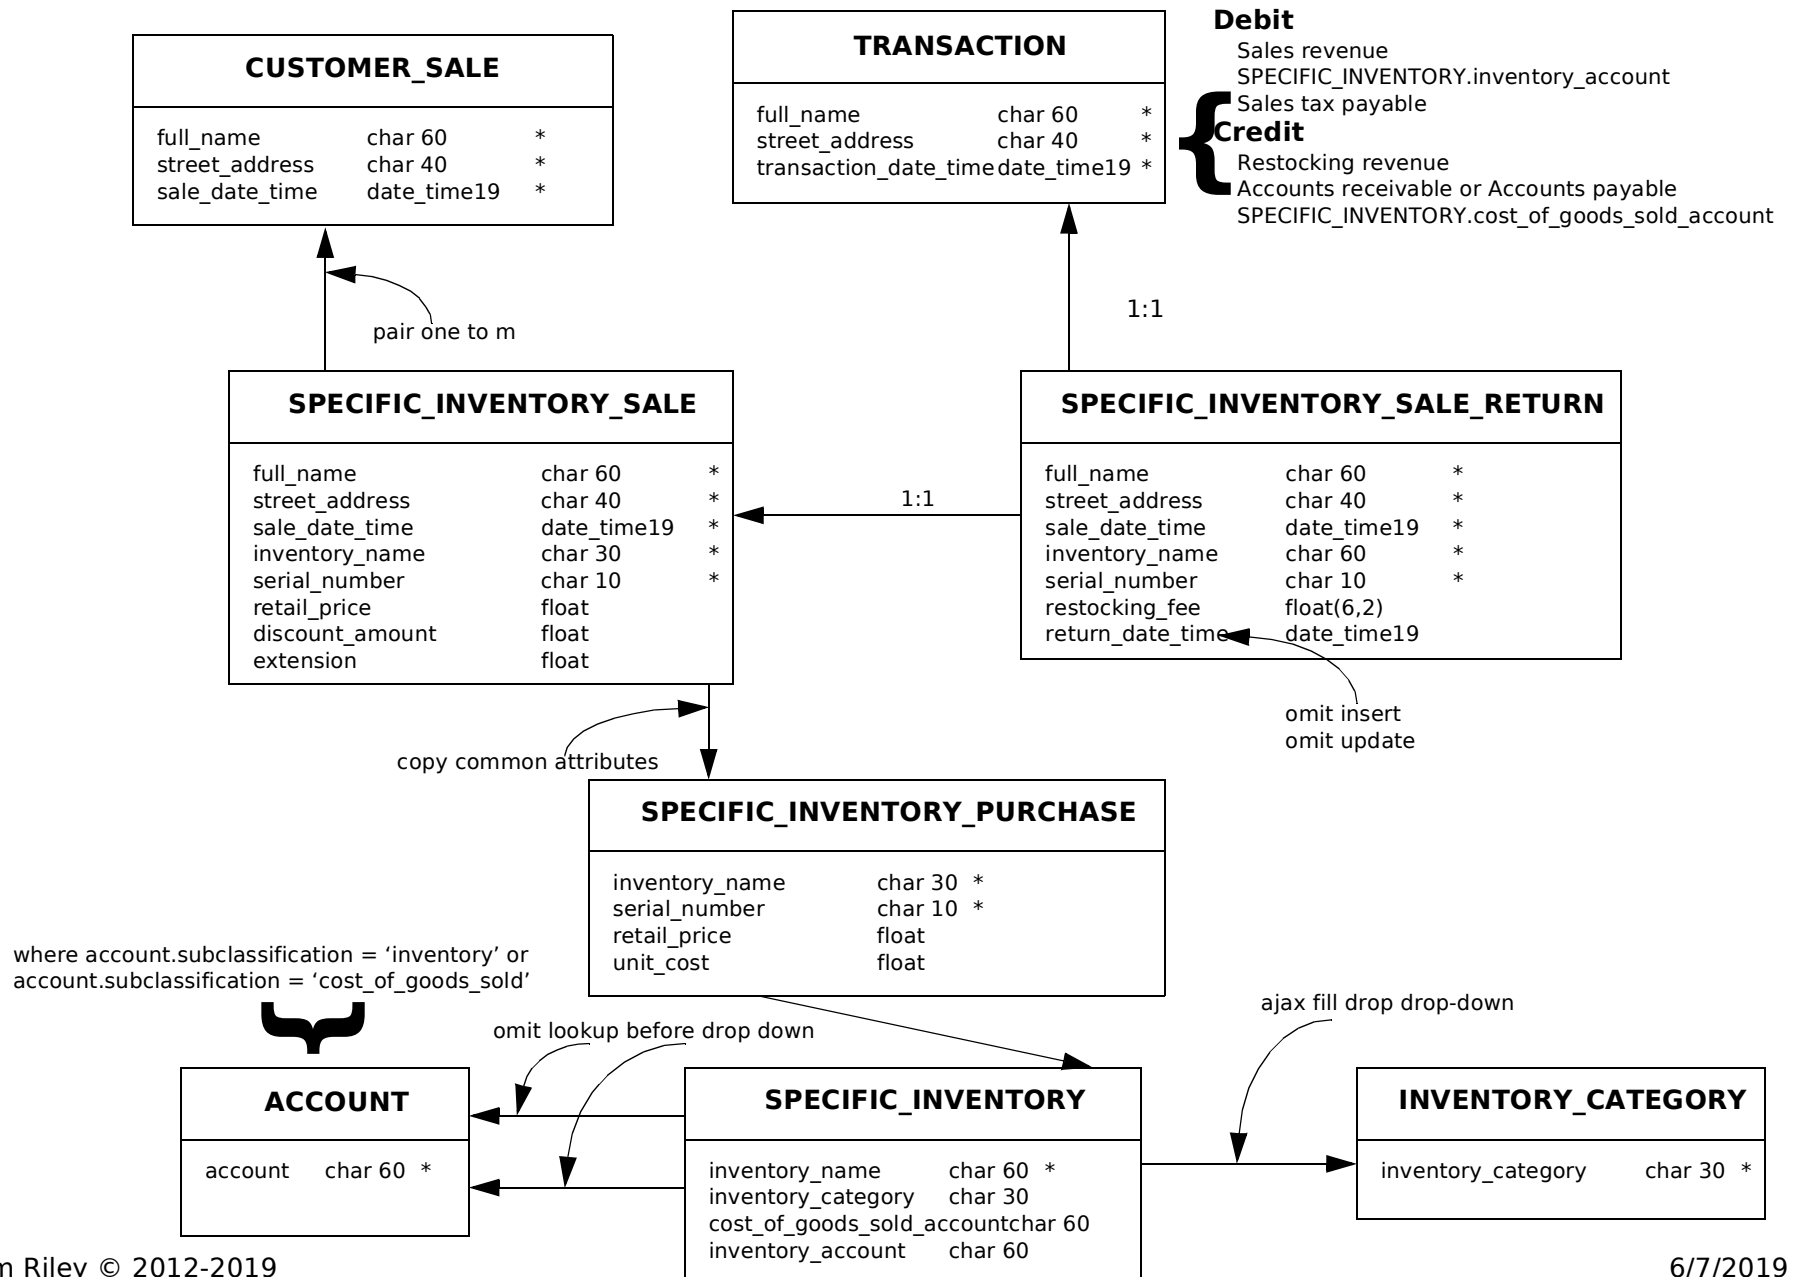 CUSTOMER_SALE
full_name char 60 *
street_address char 40 *
sale_date_time date_time19 *
TRANSACTION
full_name char 60 *
street_address char 40 *
transaction_date_time date_time19 *
Debit
Sales revenue
SPECIFIC_INVENTORY.inventory_account
Sales tax payable
Credit
Restocking revenue
Accounts receivable or Accounts payable
SPECIFIC_INVENTORY.cost_of_goods_sold_account
pair one to m
1:1
SPECIFIC_INVENTORY_SALE
full_name char 60 *
street_address char 40 *
sale_date_time date_time19 *
inventory_name char 30 *
serial_number char 10 *
retail_price float
discount_amount float
extension float
1:1
SPECIFIC_INVENTORY_SALE_RETURN
full_name char 60 *
street_address char 40 *
sale_date_time date_time19 *
inventory_name char 60 *
serial_number char 10 *
restocking_fee float(6,2)
return_date_time date_time19
omit insert
omit update
copy common attributes
SPECIFIC_INVENTORY_PURCHASE
inventory_name char 30 *
serial_number char 10 *
retail_price float
unit_cost float
where account.subclassification = ‘inventory’ or
account.subclassification = ‘cost_of_goods_sold’
omit lookup before drop down
ajax fill drop drop-down
ACCOUNT
account char 60 *
SPECIFIC_INVENTORY
inventory_name char 60 *
inventory_category char 30
cost_of_goods_sold_account char 60
inventory_account char 60
INVENTORY_CATEGORY
inventory_category char 30 *
Riley © 2012-2019
6/7/2019